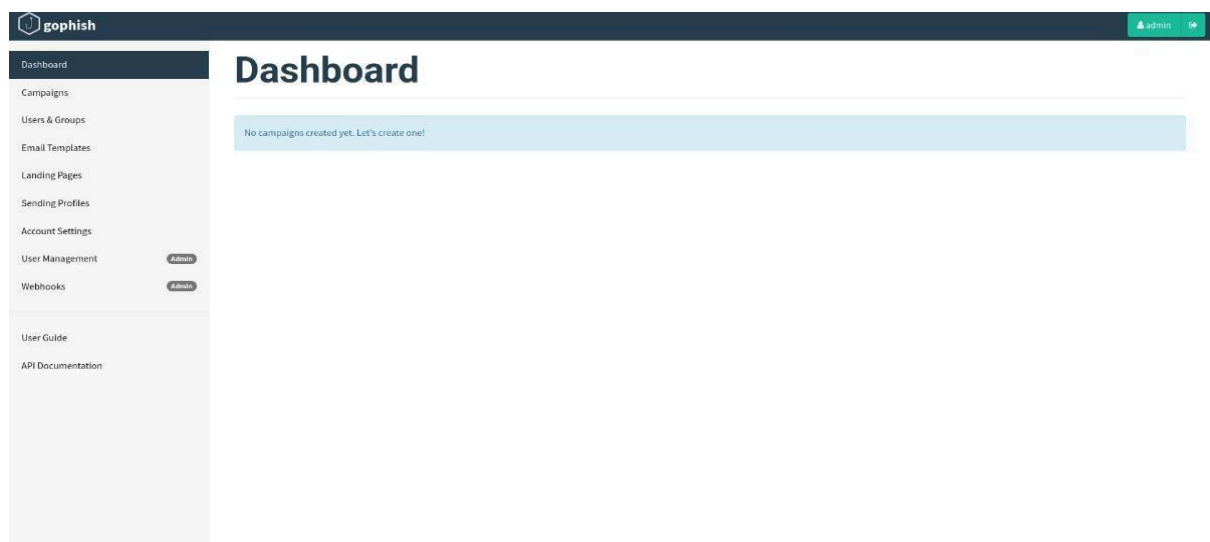 gophish
admin
Dashboard
Campaigns
Users & Groups
Email Templates
Landing Pages
Sending Profiles
Account Settings
User Management Admin
Webhooks Admin
User Guide
API Documentation
Dashboard
No campaigns created yet. Let's create one!